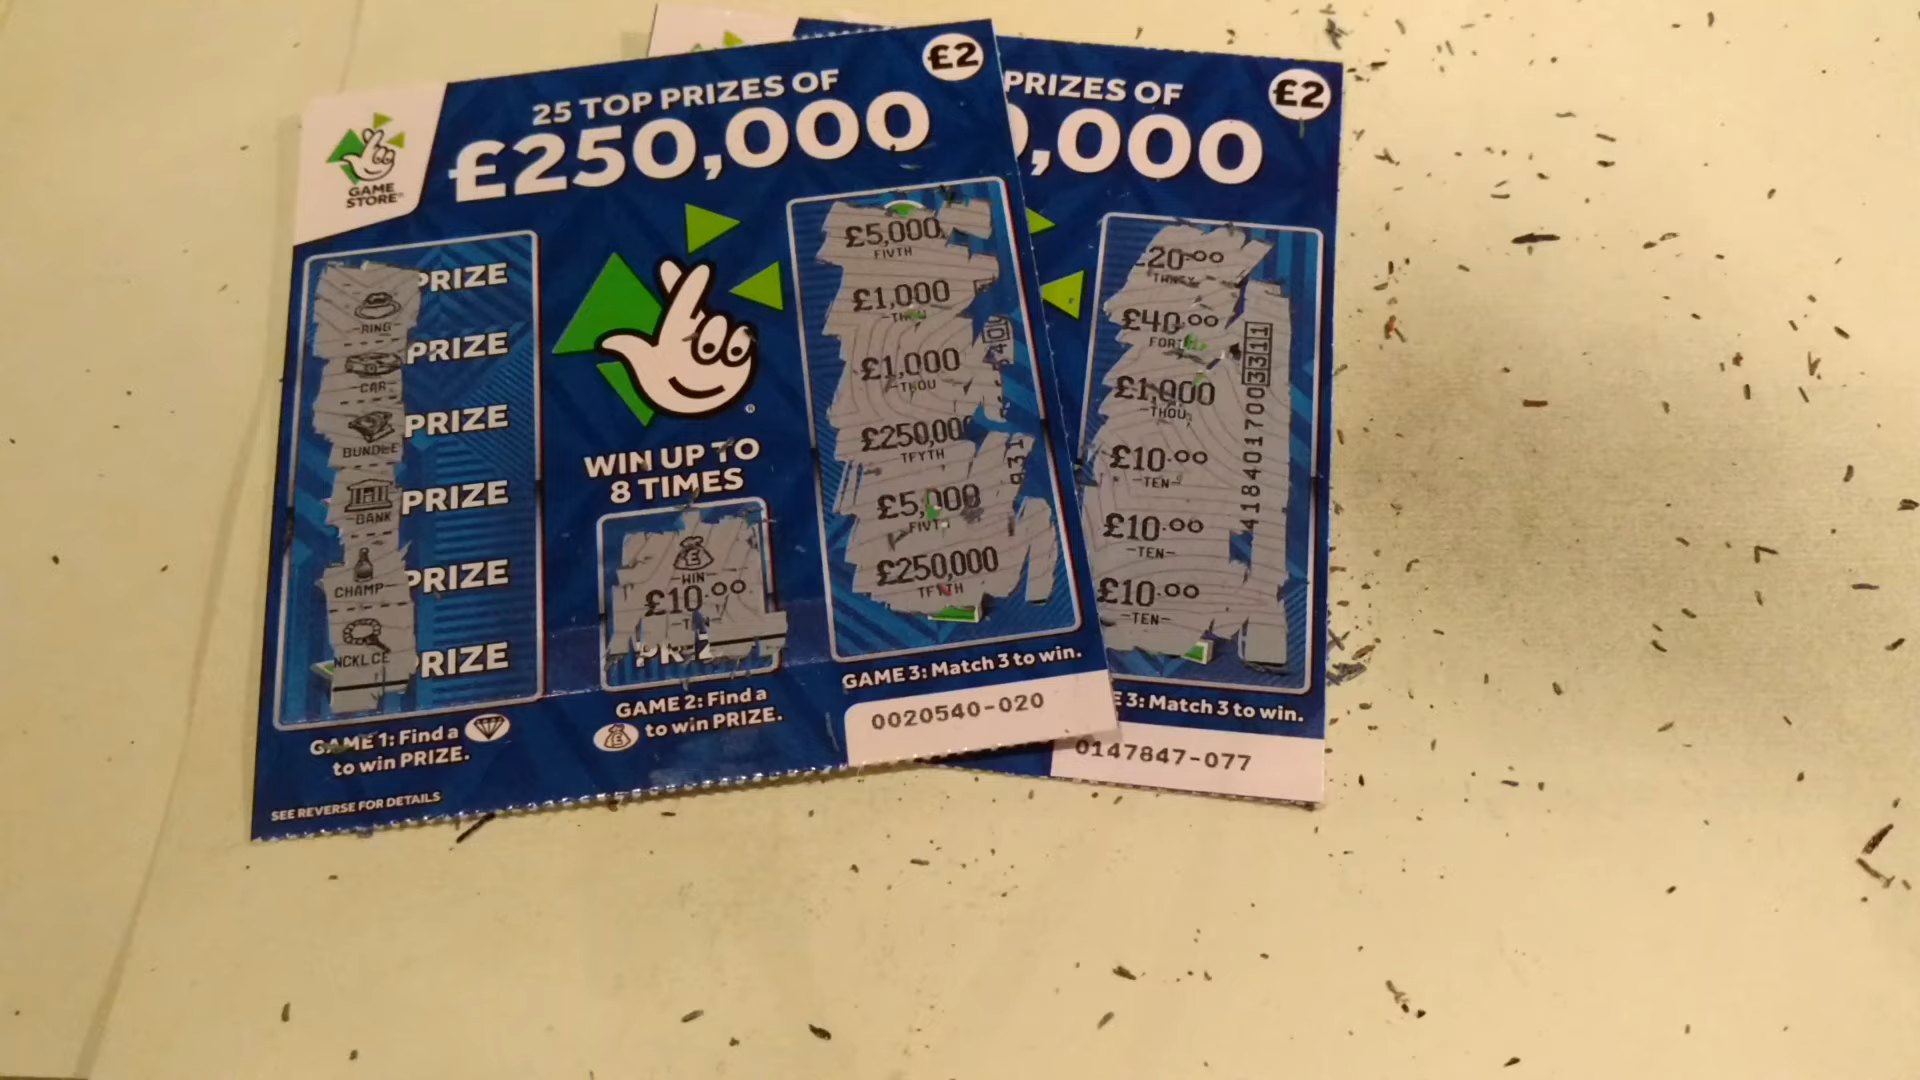 GAME
STORE
25 TOP PRIZES OF
£250,000
£2
RING
PRIZE
CAR
PRIZE
BUNDLE
PRIZE
BANK
PRIZE
CHAMP
PRIZE
NCKLCE
PRIZE
GAME 1: Find a
to win PRIZE.
SEE REVERSE FOR DETAILS
WIN UP TO
8 TIMES
WIN
£10.00
GAME 2: Find a
to win PRIZE.
£5,000
FIVTH
£1,000
£1,000
THOU
£250,000
TFYTH
£5,000
£250,000
TFYTH
GAME 3: Match 3 to win.
0020540-020
PRIZES OF
,000
£2
£20.00
£40.00
£1,000
THOU
£10.00
TEN
£10.00
TEN
£10.00
TEN
4184017003311
3: Match 3 to win.
0147847-077